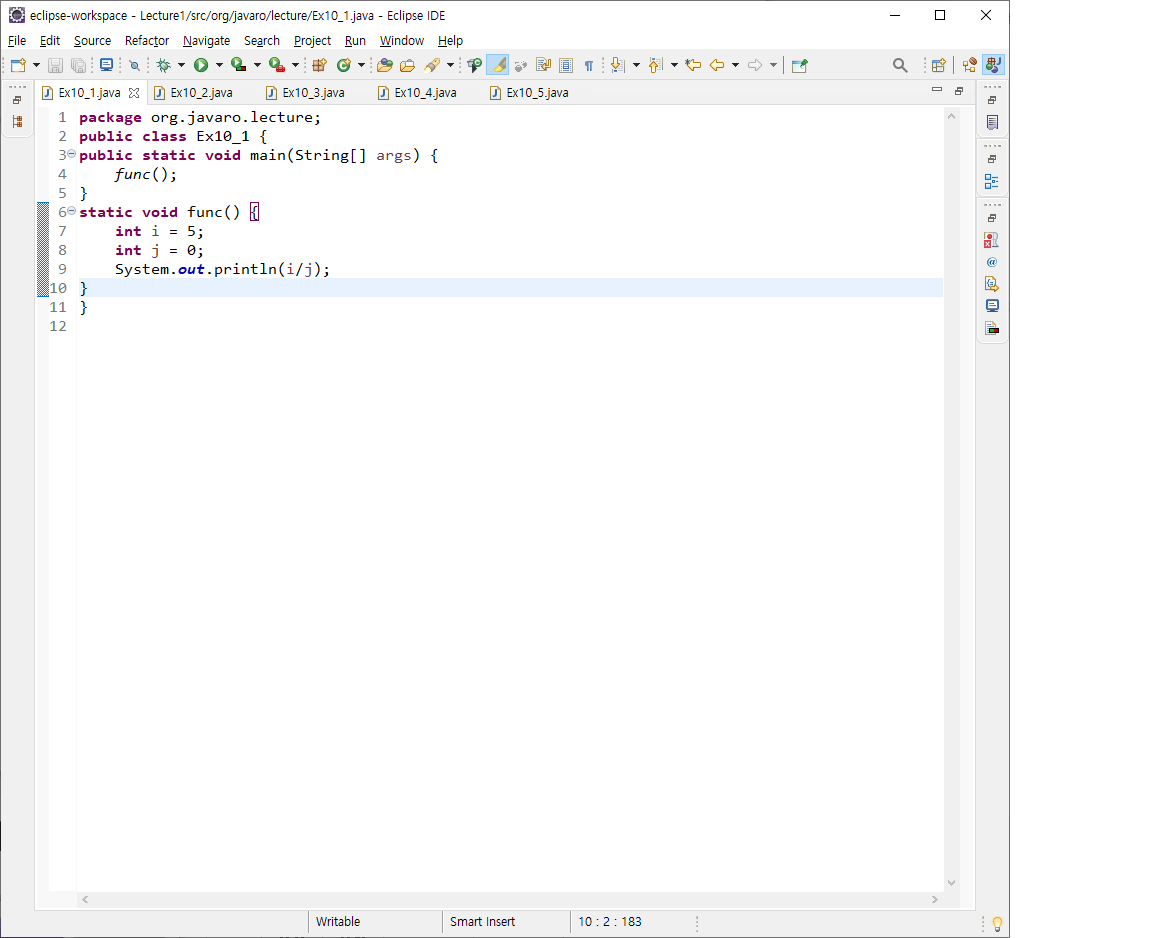 eclipse-workspace - Lecture1/src/org/javaro/lecture/Ex10_1.java - Eclipse IDE
File Edit Source Refactor Navigate Search Project Run Window Help
Ex10_1.java Ex10_2.java Ex10_3.java Ex10_4.java Ex10_5.java
1 package org.javaro.lecture;
2 public class Ex10_1 {
3 public static void main(String[] args) {
4     func();
5 }
6 static void func() {
7     int i = 5;
8     int j = 0;
9     System.out.println(i/j);
10 }
11 }
12
Writable Smart Insert 10 : 2 : 183